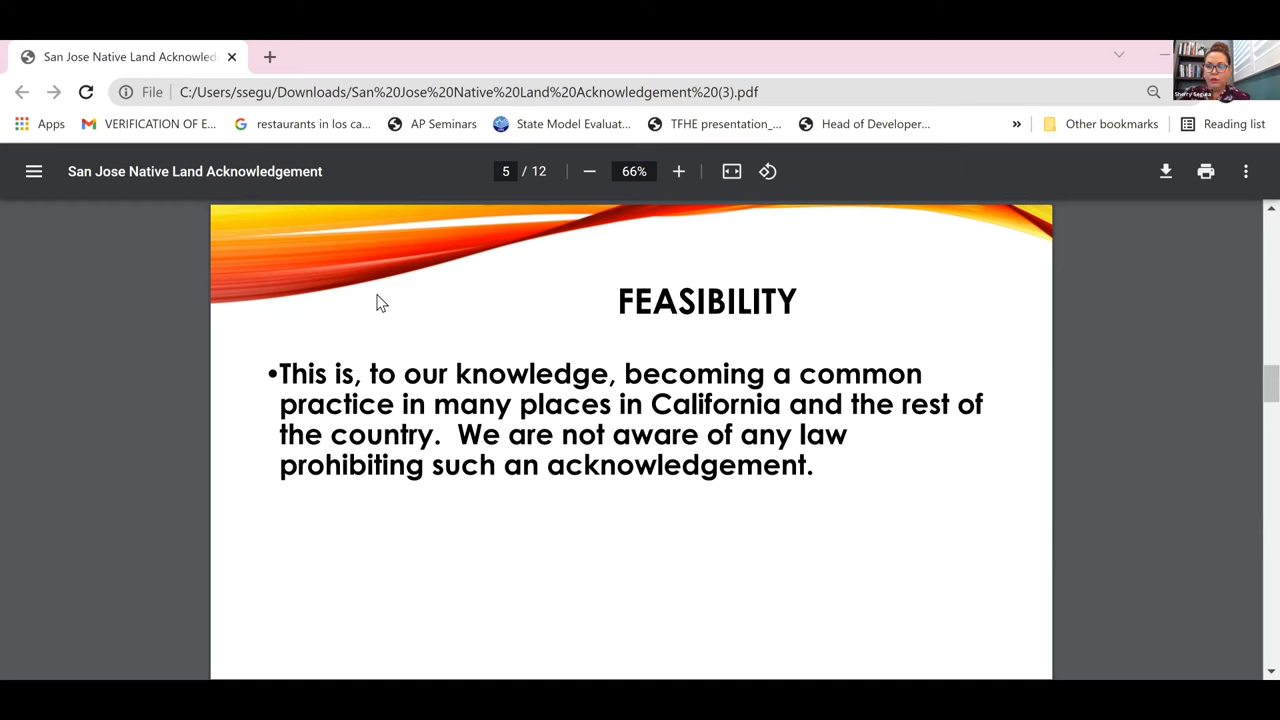 San Jose Native Land Acknowled
File C:/Users/ssegu/Downloads/San%20Jose%20Native%20Land%20Acknowledgement%20(3).pdf
Apps VERIFICATION OF E... restaurants in los ca... AP Seminars State Model Evaluat... TFHE presentation_... Head of Developer... » Other bookmarks Reading list
San Jose Native Land Acknowledgement 5 / 12 66%
Sherry Segura
FEASIBILITY
•This is, to our knowledge, becoming a common
practice in many places in California and the rest of
the country. We are not aware of any law
prohibiting such an acknowledgement.